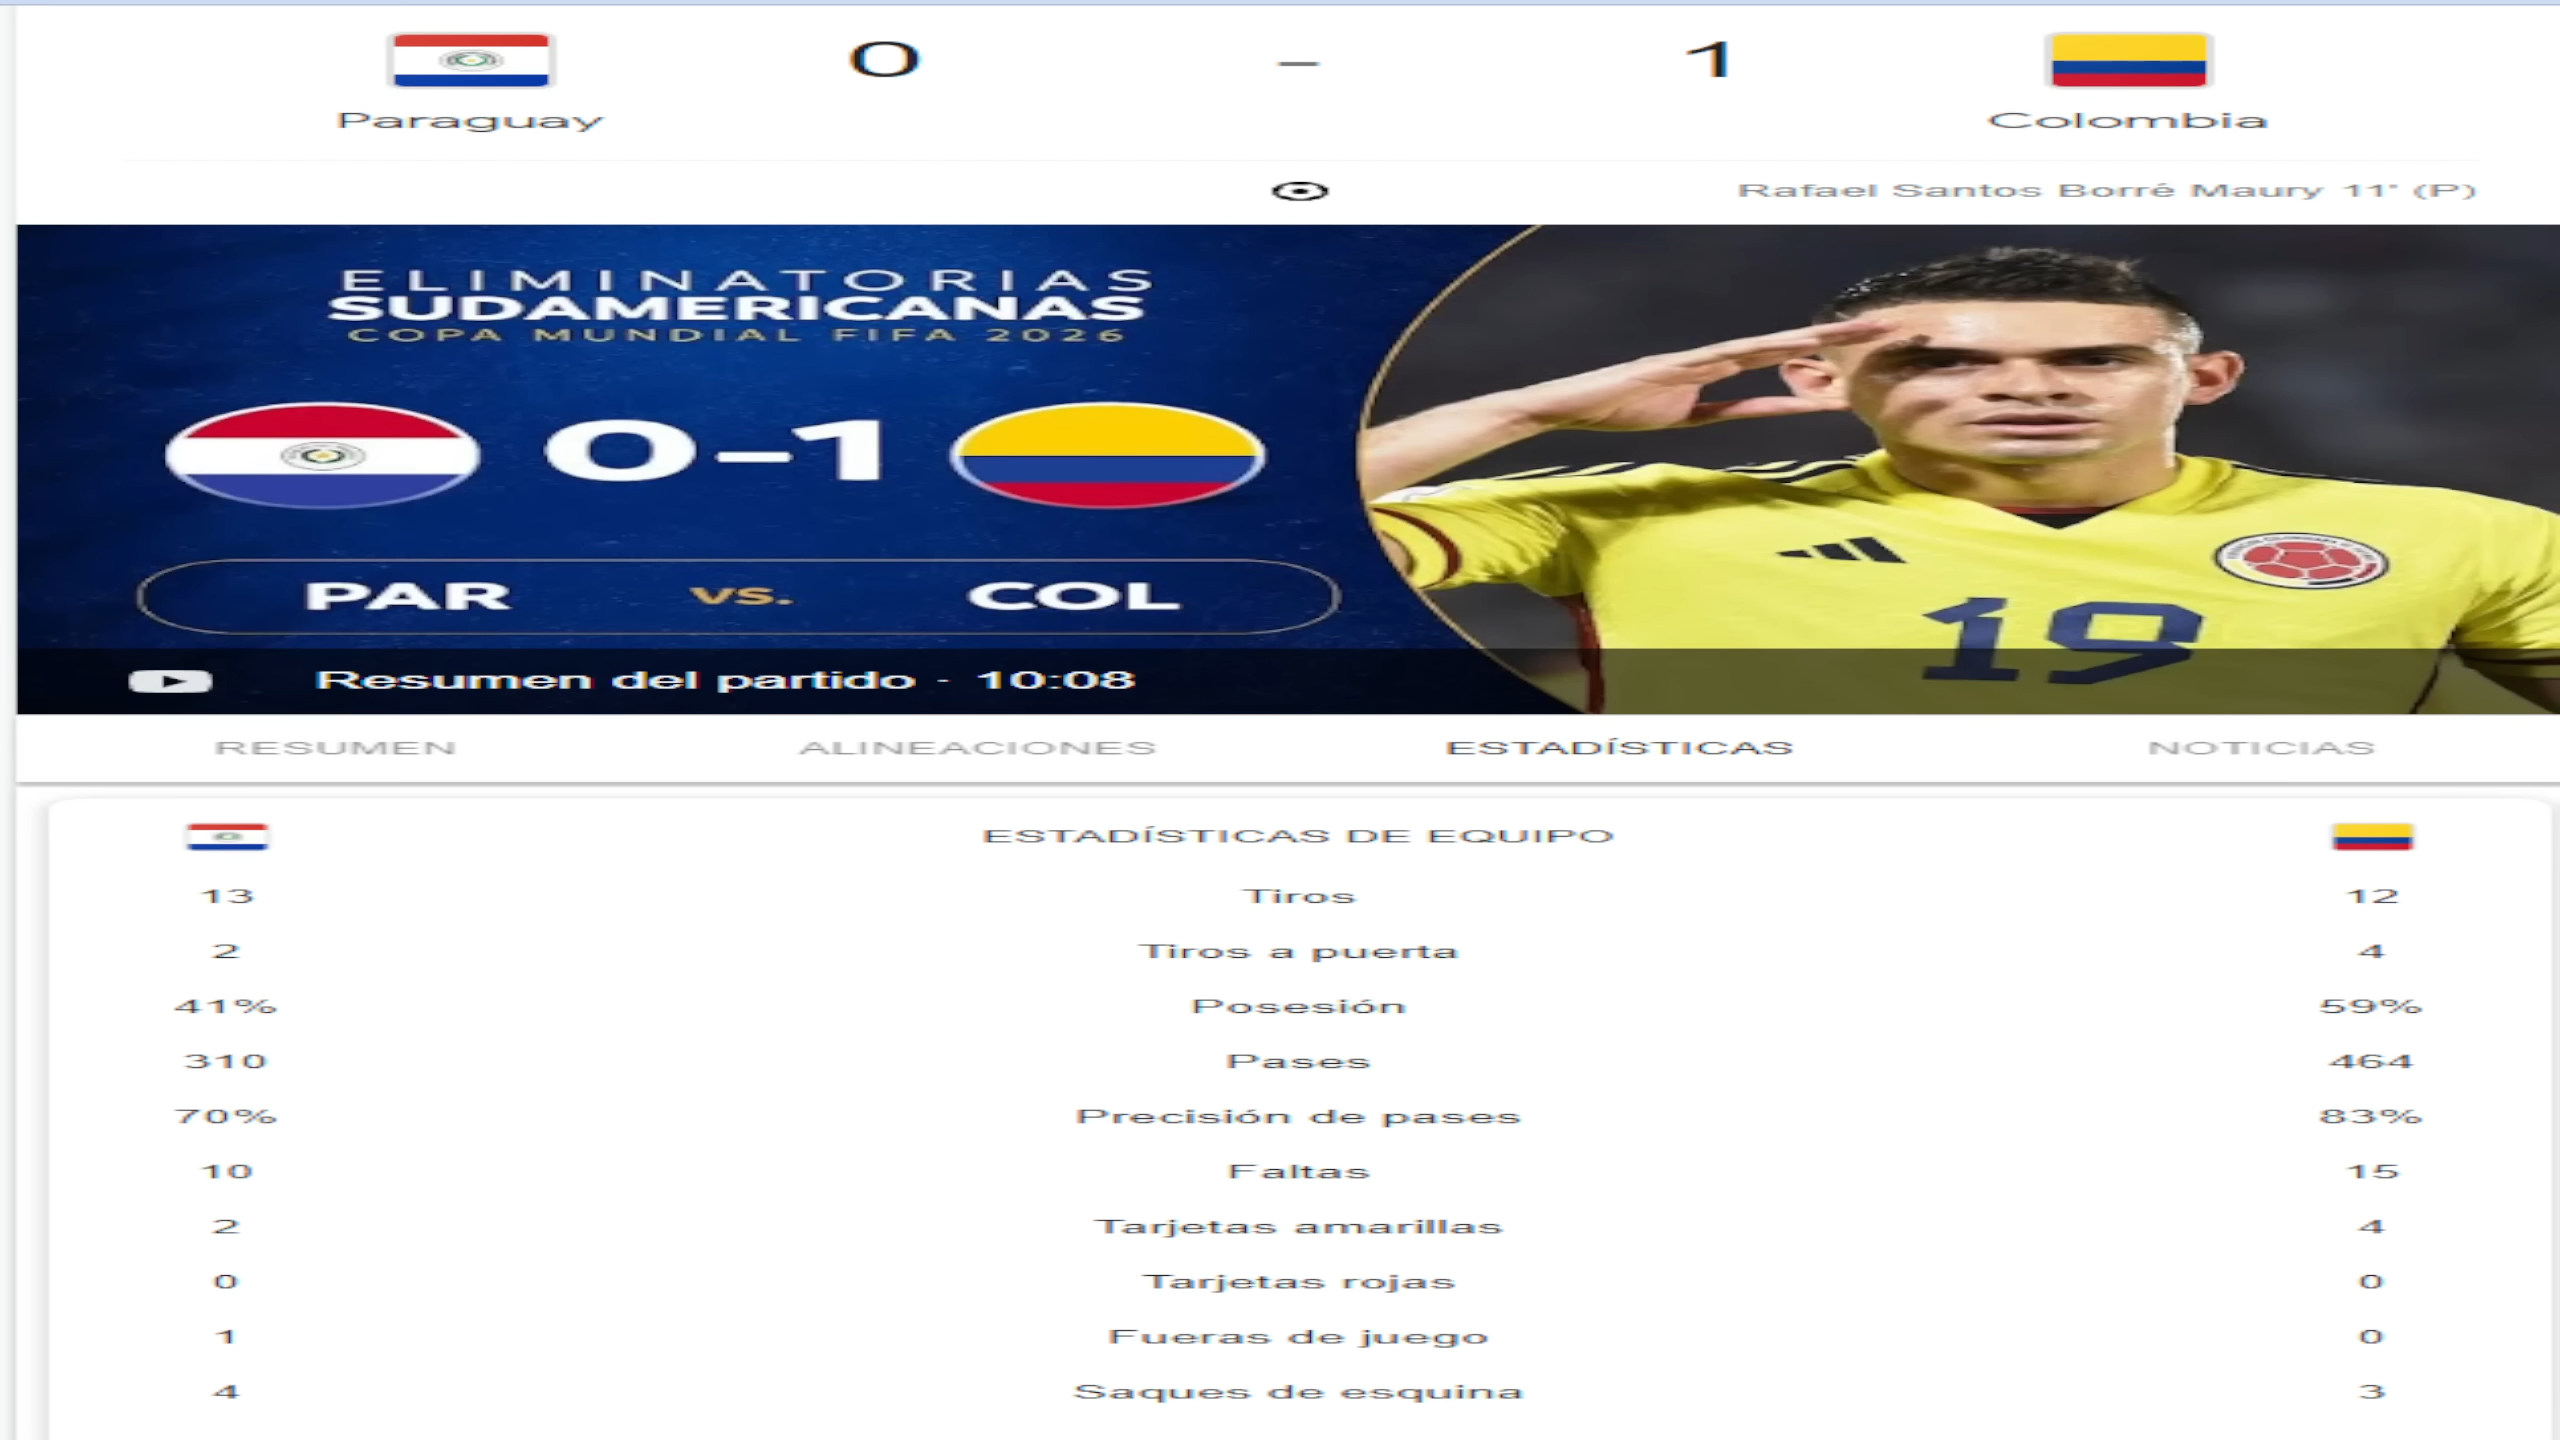 0 - 1
Paraguay Colombia
Rafael Santos Borré Maury 11' (P)
ELIMINATORIAS
SUDAMERICANAS
COPA MUNDIAL FIFA 2026
0-1
PAR vs. COL
19
Resumen del partido - 10:08
RESUMEN ALINEACIONES ESTADÍSTICAS NOTICIAS
ESTADÍSTICAS DE EQUIPO
13 Tiros 12
2 Tiros a puerta 4
41% Posesión 59%
310 Pases 464
70% Precisión de pases 83%
10 Faltas 15
2 Tarjetas amarillas 4
0 Tarjetas rojas 0
1 Fueras de juego 0
4 Saques de esquina 3